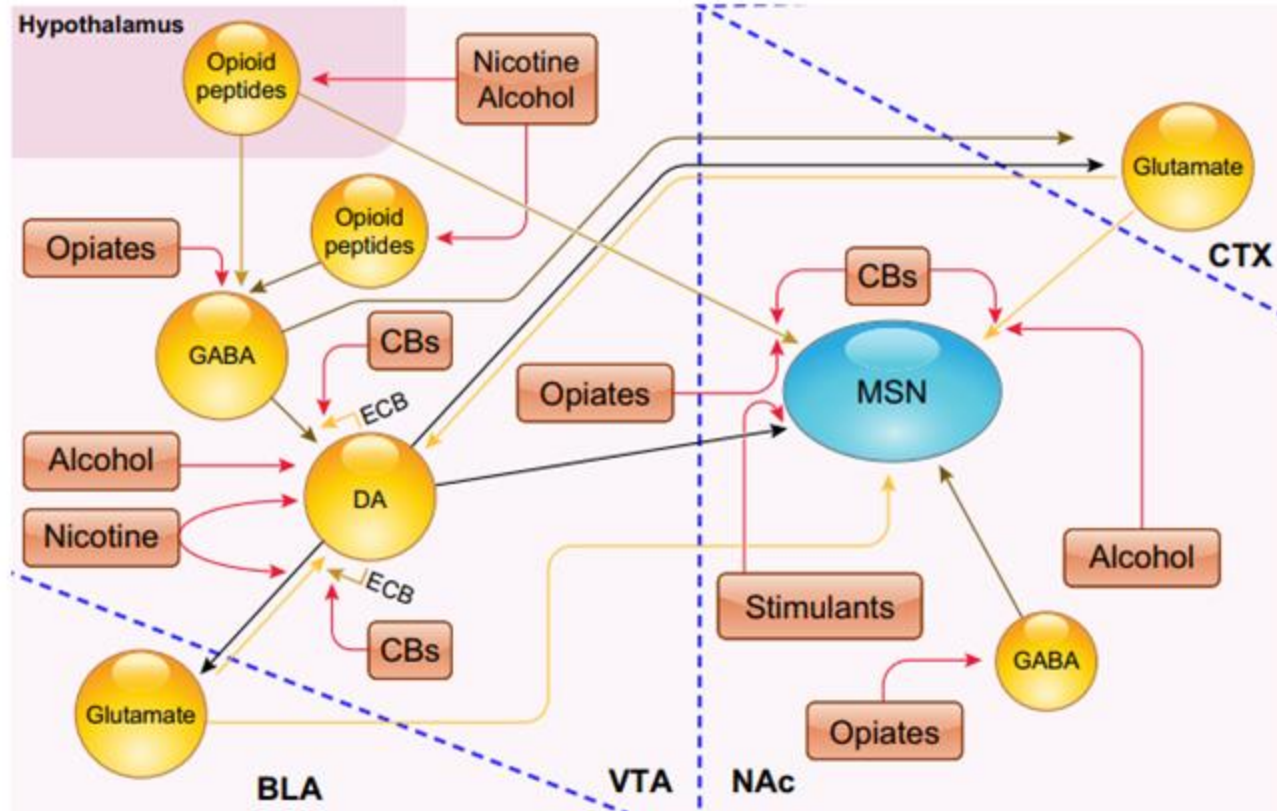 Hypothalamus
Opioid
peptides
Nicotine
Alcohol
Glutamate
Opioid
peptides
Opiates
CTX
CBs
GABA
CBs
Opiates
MSN
ECB
Alcohol
DA
Nicotine
Alcohol
ECB
Stimulants
CBs
GABA
Glutamate
Opiates
BLA
VTA
NAc